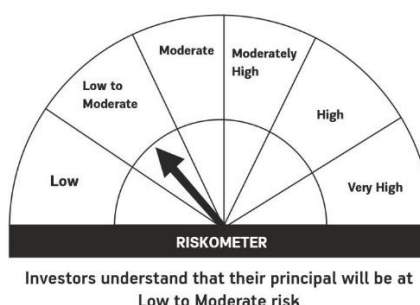 Low
Low to
Moderate
Moderate
Moderately
High
High
Very High
RISKOMETER
Investors understand that their principal will be at
Low to Moderate risk